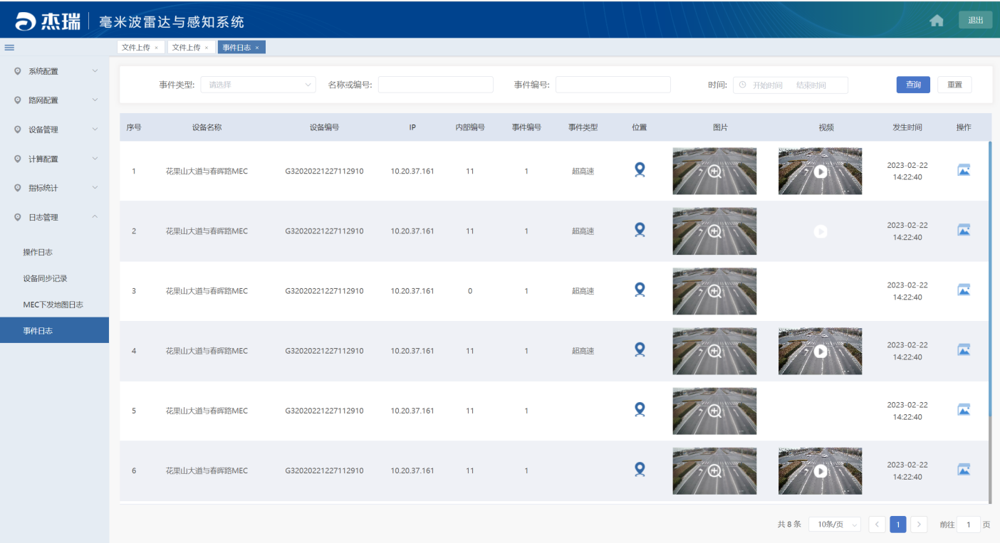 杰瑞 毫米波雷达与感知系统 退出
文件上传 × 文件上传 × 事件日志 ×
系统配置
路网配置
设备管理
计算配置
指标统计
日志管理
操作日志
设备同步记录
MEC下发地图日志
事件日志
事件类型: 请选择 名称或编号: 事件编号: 时间: 开始时间 结束时间 查询 重置
序号 设备名称 设备编号 IP 内部编号 事件编号 事件类型 位置 图片 视频 发生时间 操作
1 花果山大道与春晖路MEC G32020221227112910 10.20.37.161 11 1 超高速 2023-02-22 14:22:40
2 花果山大道与春晖路MEC G32020221227112910 10.20.37.161 11 1 超高速 2023-02-22 14:22:40
3 花果山大道与春晖路MEC G32020221227112910 10.20.37.161 0 1 超高速 2023-02-22 14:22:40
4 花果山大道与春晖路MEC G32020221227112910 10.20.37.161 11 1 超高速 2023-02-22 14:22:40
5 花果山大道与春晖路MEC G32020221227112910 10.20.37.161 11 1 2023-02-22 14:22:40
6 花果山大道与春晖路MEC G32020221227112910 10.20.37.161 11 1 2023-02-22 14:22:40
共 8 条 10条/页 1 前往 1 页